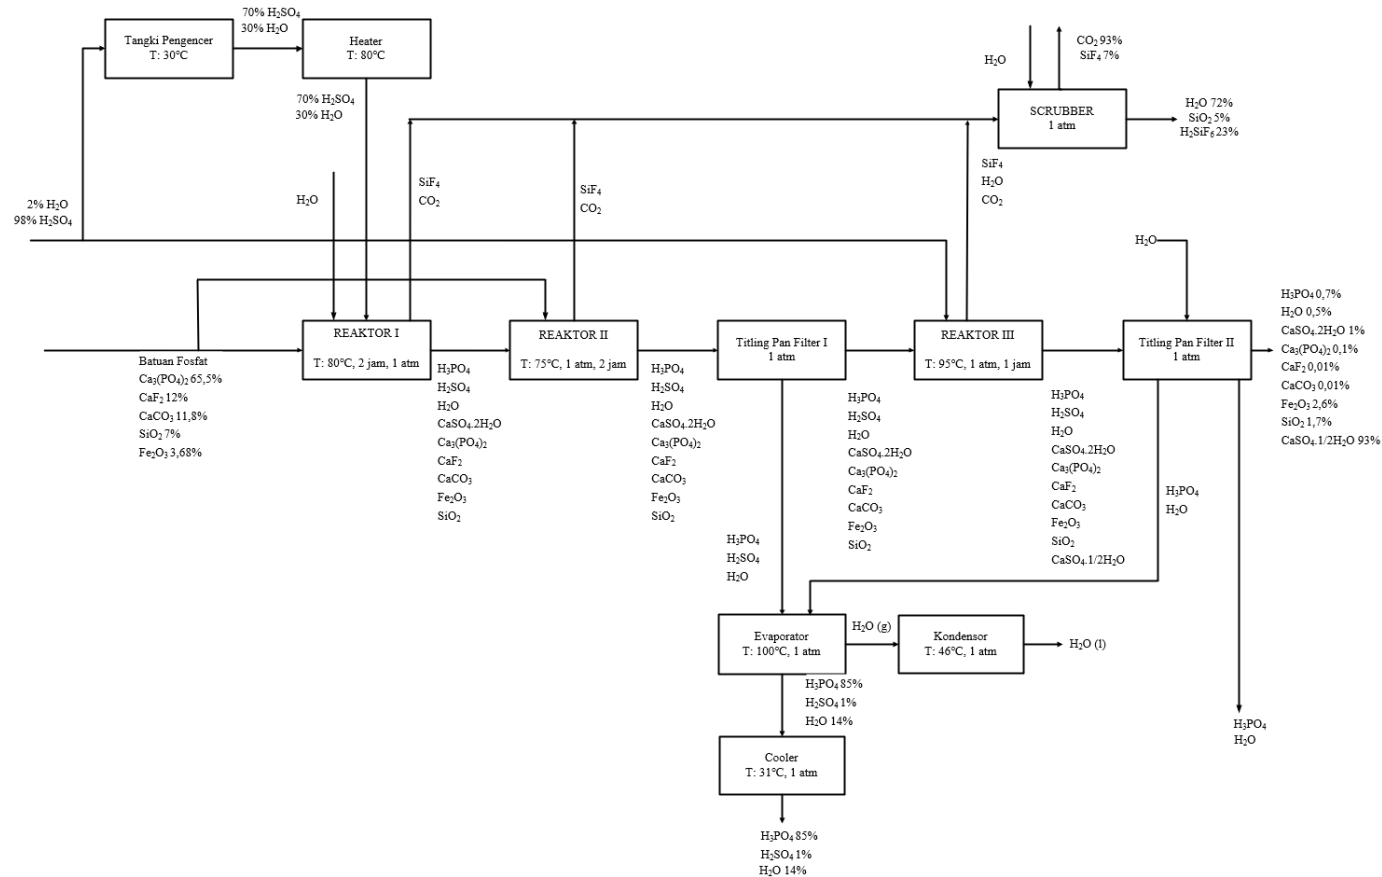 70% H₂SO₄
30% H₂O
Tangki Pengencer
T: 30°C
Heater
T: 80°C
70% H₂SO₄
30% H₂O
H₂O
CO₂ 93%
SiF₄ 7%
SCRUBBER
1 atm
H₂O 72%
SiO₂ 5%
H₂SiF₆ 23%
2% H₂O
98% H₂SO₄
H₂O
SiF₄
CO₂
SiF₄
CO₂
SiF₄
H₂O
CO₂
H₂O
REAKTOR I
T: 80°C, 2 jam, 1 atm
REAKTOR II
T: 75°C, 1 atm, 2 jam
Titling Pan Filter I
1 atm
REAKTOR III
T: 95°C, 1 atm, 1 jam
Titling Pan Filter II
1 atm
H₃PO₄ 0,7%
H₂O 0,5%
CaSO₄.2H₂O 1%
Ca₃(PO₄)₂ 0,1%
CaF₂ 0,01%
CaCO₃ 0,01%
Fe₂O₃ 2,6%
SiO₂ 1,7%
CaSO₄.1/2H₂O 93%
Batuan Fosfat
Ca₃(PO₄)₂ 65,5%
CaF₂ 12%
CaCO₃ 11,8%
SiO₂ 7%
Fe₂O₃ 3,68%
H₃PO₄
H₂SO₄
H₂O
CaSO₄.2H₂O
Ca₃(PO₄)₂
CaF₂
CaCO₃
Fe₂O₃
SiO₂
H₃PO₄
H₂SO₄
H₂O
CaSO₄.2H₂O
Ca₃(PO₄)₂
CaF₂
CaCO₃
Fe₂O₃
SiO₂
H₃PO₄
H₂SO₄
H₂O
CaSO₄.2H₂O
Ca₃(PO₄)₂
CaF₂
CaCO₃
Fe₂O₃
SiO₂
H₃PO₄
H₂SO₄
H₂O
CaSO₄.2H₂O
Ca₃(PO₄)₂
CaF₂
CaCO₃
Fe₂O₃
SiO₂
CaSO₄.1/2H₂O
H₃PO₄
H₂O
H₃PO₄
H₂SO₄
H₂O
Evaporator
T: 100°C, 1 atm
H₂O (g)
Kondensor
T: 46°C, 1 atm
H₂O (l)
H₃PO₄ 85%
H₂SO₄ 1%
H₂O 14%
H₃PO₄
H₂O
Cooler
T: 31°C, 1 atm
H₃PO₄ 85%
H₂SO₄ 1%
H₂O 14%